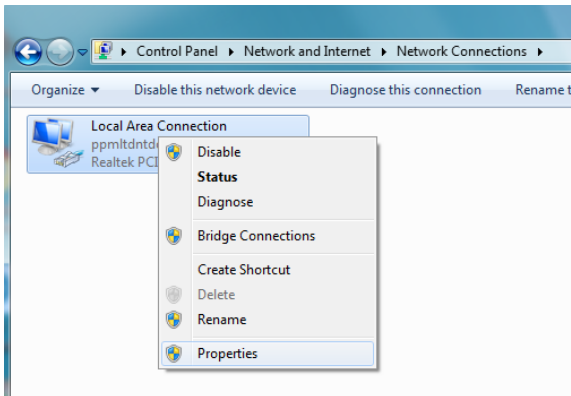 Control Panel ▸ Network and Internet ▸ Network Connections ▸
Organize ▾ Disable this network device Diagnose this connection Rename
Local Area Connection
Realtek
Disable
Status
Diagnose
Bridge Connections
Create Shortcut
Delete
Rename
Properties